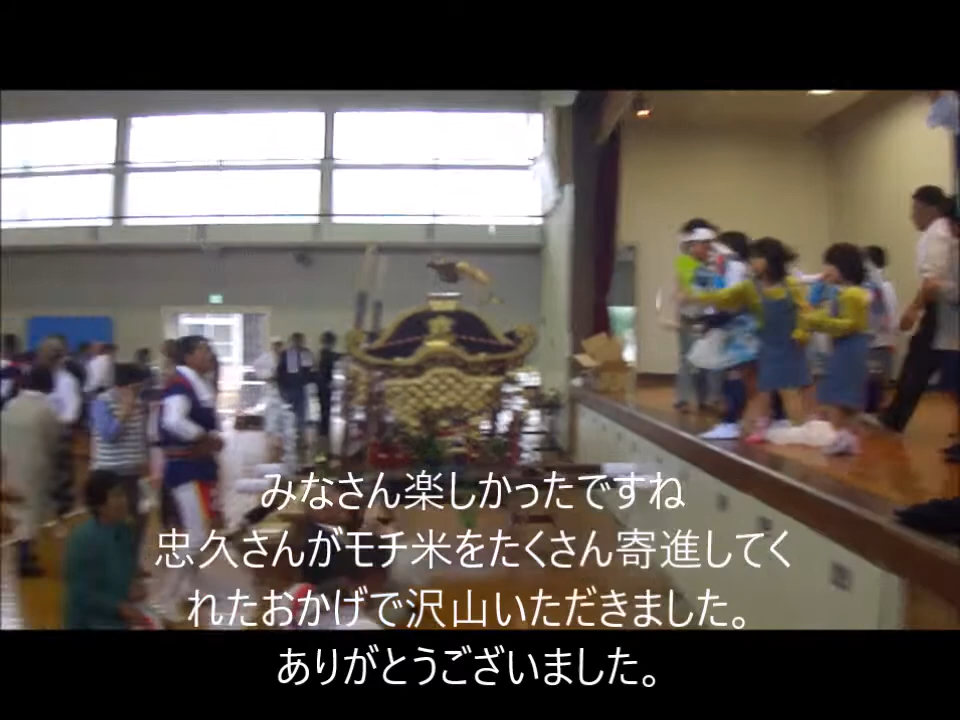 みなさん楽しかったですね
忠久さんがモチ米をたくさん寄進してく
れたおかげで沢山いただきました。
ありがとうございました。